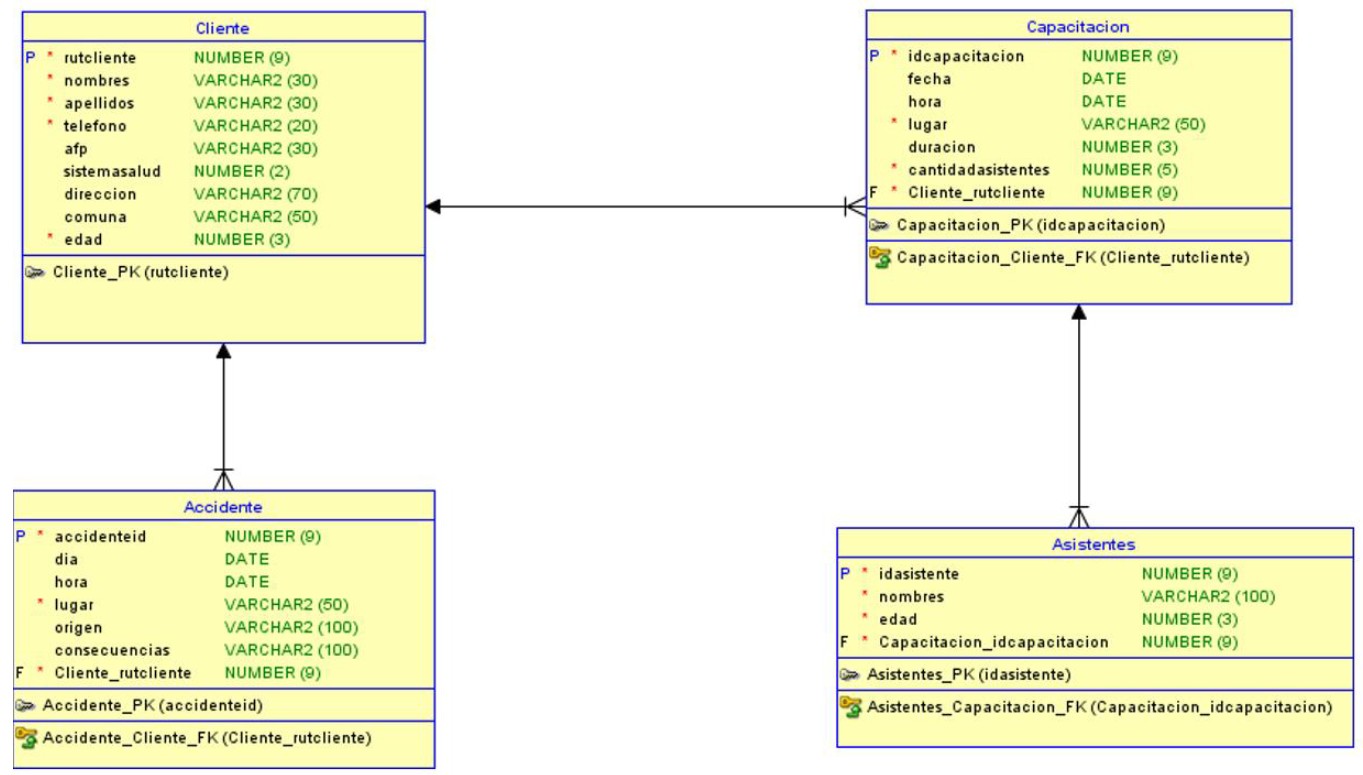 Cliente
P * rutcliente NUMBER (9)
* nombres VARCHAR2 (30)
* apellidos VARCHAR2 (30)
* telefono VARCHAR2 (20)
afp VARCHAR2 (30)
sistemasalud NUMBER (2)
direccion VARCHAR2 (70)
comuna VARCHAR2 (50)
* edad NUMBER (3)
Cliente_PK (rutcliente)
Capacitacion
P * idcapacitacion NUMBER (9)
fecha DATE
hora DATE
* lugar VARCHAR2 (50)
duracion NUMBER (3)
* cantidadasistentes NUMBER (5)
F * Cliente_rutcliente NUMBER (9)
Capacitacion_PK (idcapacitacion)
Capacitacion_Cliente_FK (Cliente_rutcliente)
Accidente
P * accidenteid NUMBER (9)
dia DATE
hora DATE
* lugar VARCHAR2 (50)
origen VARCHAR2 (100)
consecuencias VARCHAR2 (100)
F * Cliente_rutcliente NUMBER (9)
Accidente_PK (accidenteid)
Accidente_Cliente_FK (Cliente_rutcliente)
Asistentes
P * idasistente NUMBER (9)
* nombres VARCHAR2 (100)
* edad NUMBER (3)
F * Capacitacion_idcapacitacion NUMBER (9)
Asistentes_PK (idasistente)
Asistentes_Capacitacion_FK (Capacitacion_idcapacitacion)